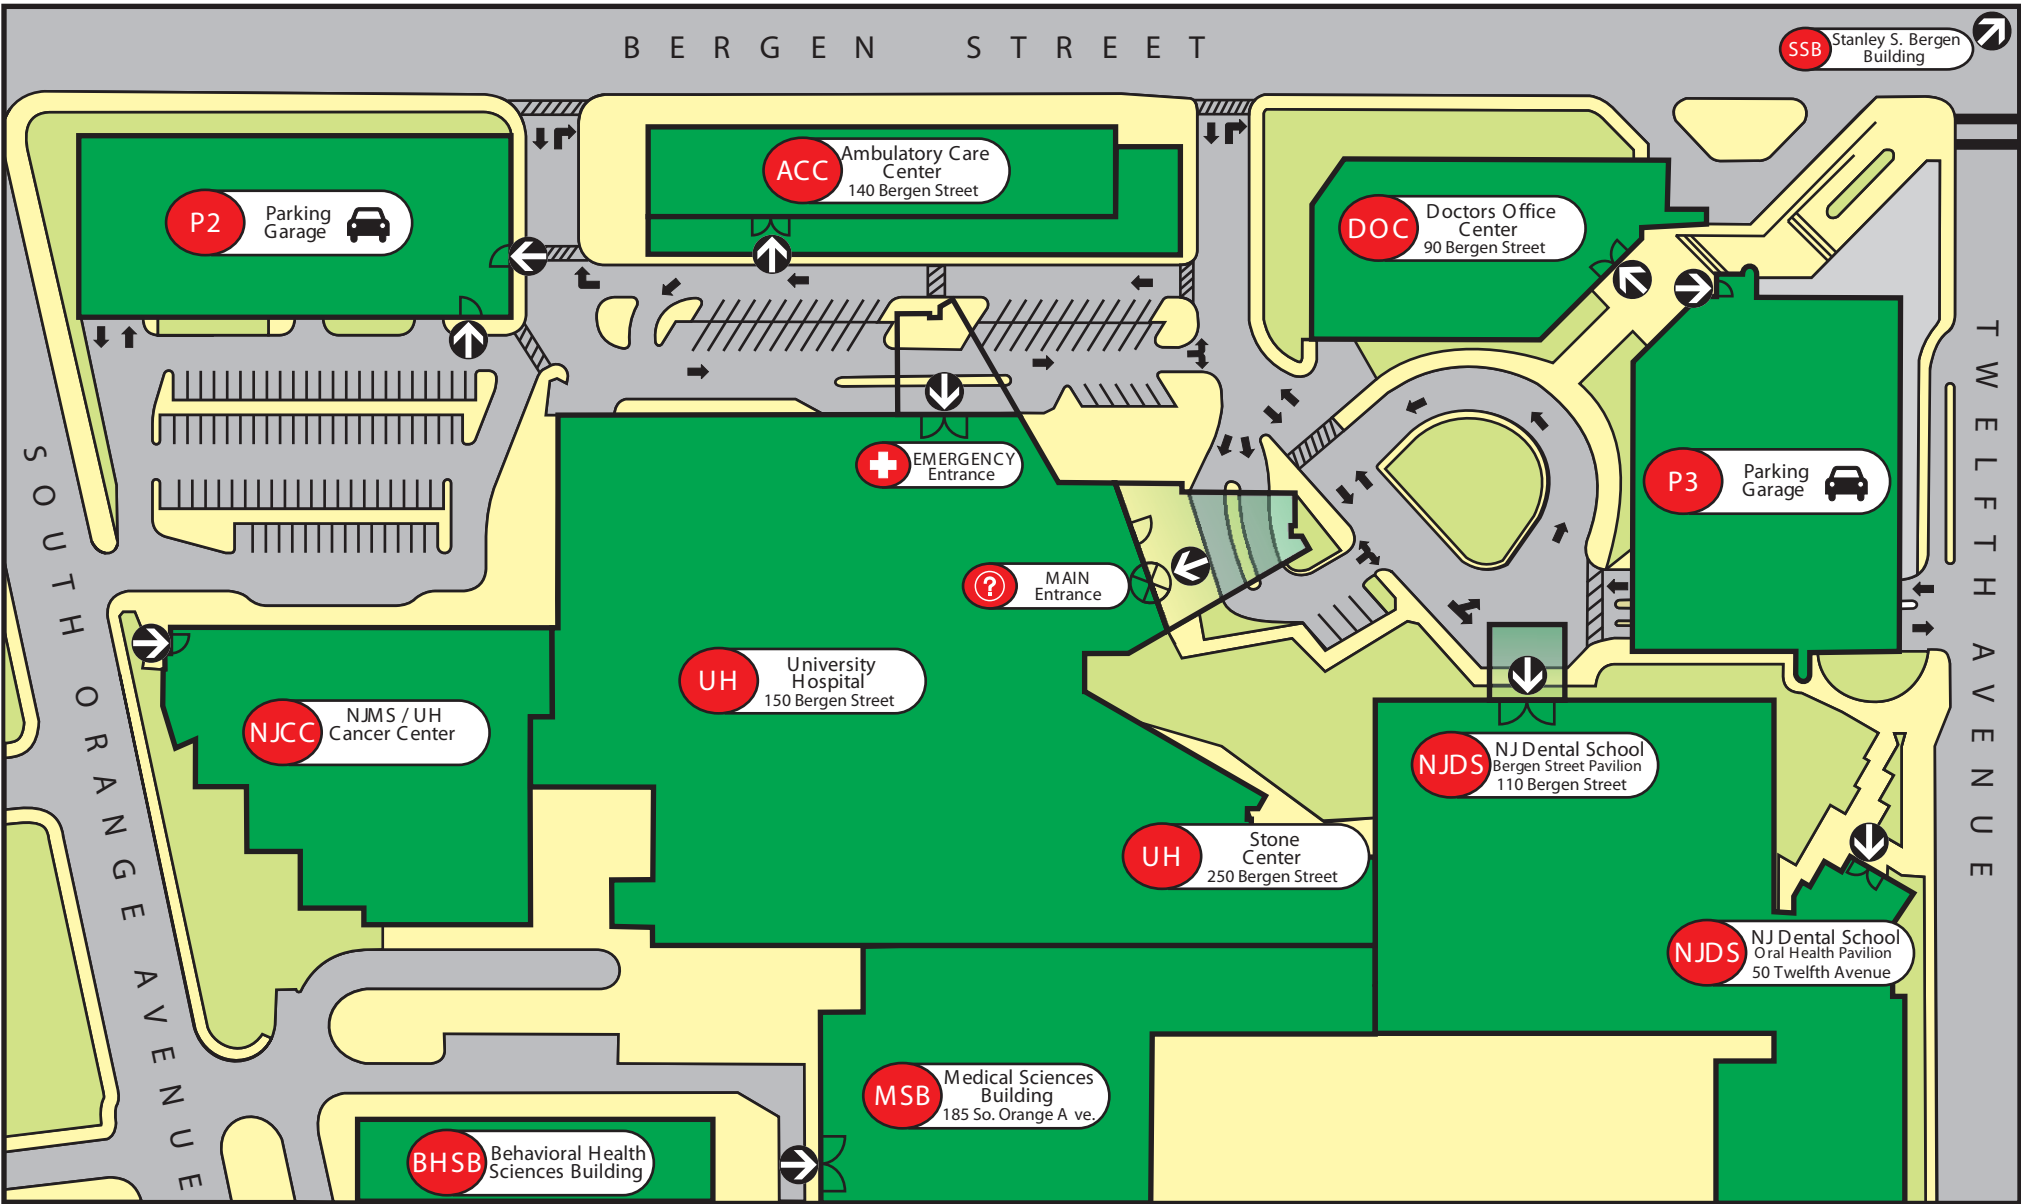 BERGEN STREET
SSB
Stanley S. Bergen
Building
ACC
Ambulatory Care
Center
140 Bergen Street
P2
Parking
Garage
DOC
Doctors Office
Center
90 Bergen Street
TWELFTH AVENUE
SOUTH ORANGE AVENUE
EMERGENCY
Entrance
P3
Parking
Garage
?
MAIN
Entrance
UH
University
Hospital
150 Bergen Street
NJCC
NJMS / UH
Cancer Center
NJDS
NJ Dental School
Bergen Street Pavilion
110 Bergen Street
UH
Stone
Center
250 Bergen Street
NJDS
NJ Dental School
Oral Health Pavilion
50 Twelfth Avenue
MSB
Medical Sciences
Building
185 So. Orange A ve.
BHSB
Behavioral Health
Sciences Building